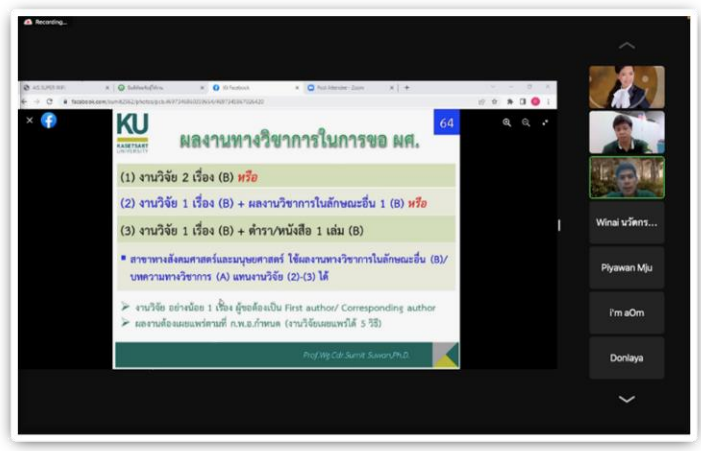 Recording...
AIS SUPER WIFI
(6) Facebook
Post Attendee - Zoom
64
KU
KASETSART
UNIVERSITY
ผลงานทางวิชาการในการขอ ผศ.
(1) งานวิจัย 2 เรื่อง (B) หรือ
(2) งานวิจัย 1 เรื่อง (B) + ผลงานวิชาการในลักษณะอื่น 1 (B) หรือ
(3) งานวิจัย 1 เรื่อง (B) + ตำรา/หนังสือ 1 เล่ม (B)
สาขาทางสังคมศาสตร์และมนุษยศาสตร์ ใช้ผลงานทางวิชาการในลักษณะอื่น (B)/
บทความทางวิชาการ (A) แทนงานวิจัย (2)-(3) ได้
งานวิจัย อย่างน้อย 1 เรื่อง ผู้ขอต้องเป็น First author/ Corresponding author
ผลงานต้องเผยแพร่ตามที่ ก.พ.อ.กำหนด (งานวิจัยเผยแพร่ได้ 5 วิธี)
Prof.Wg.Cdr.Sumit Suwan,Ph.D.
Winai นวัตกร...
Piyawan Mju
i'm aOm
Donlaya